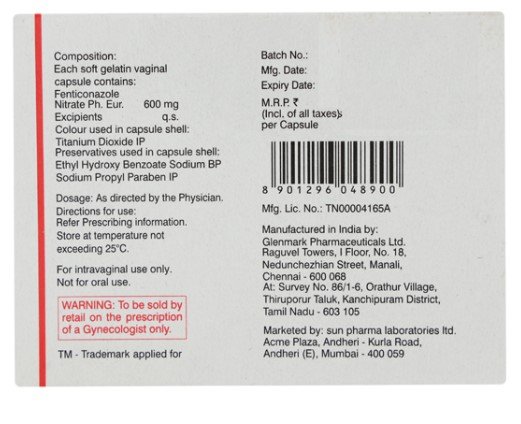 Composition:
Each soft gelatin vaginal
capsule contains:
Fenticonazole
Nitrate Ph. Eur. 600 mg
Excipients q.s.
Colour used in capsule shell:
Titanium Dioxide IP
Preservatives used in capsule shell:
Ethyl Hydroxy Benzoate Sodium BP
Sodium Propyl Paraben IP
Dosage: As directed by the Physician.
Directions for use:
Refer Prescribing information.
Store at temperature not
exceeding 25°C.
For intravaginal use only.
Not for oral use.
WARNING: To be sold by
retail on the prescription
of a Gynecologist only.
TM - Trademark applied for
Batch No.:
Mfg. Date:
Expiry Date:
M.R.P. ₹
(Incl. of all taxes)
per Capsule
8 901296 048900
Mfg. Lic. No.: TN00004165A
Manufactured in India by:
Glenmark Pharmaceuticals Ltd.
Raguvel Towers, I Floor, No. 18,
Nedunchezhian Street, Manali,
Chennai - 600 068
At: Survey No. 86/1-6, Orathur Village,
Thiruporur Taluk, Kanchipuram District,
Tamil Nadu - 603 105
Marketed by: sun pharma laboratories ltd.
Acme Plaza, Andheri - Kurla Road,
Andheri (E), Mumbai - 400 059